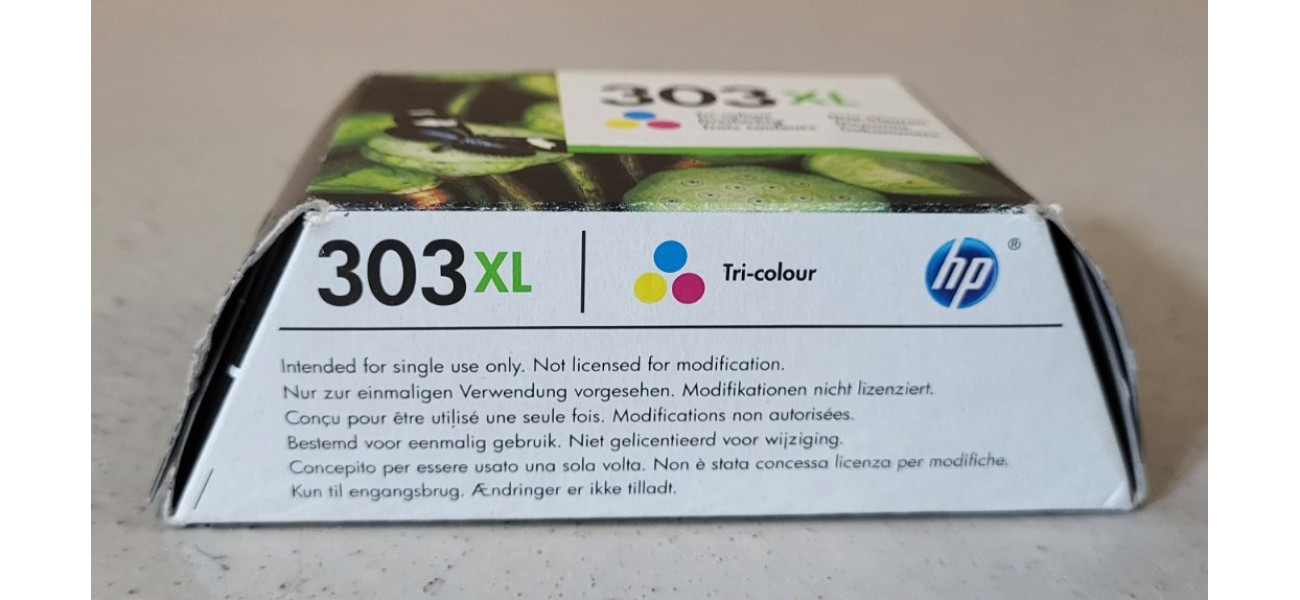 303XL
303XL
Tri-colour
hp®
Intended for single use only. Not licensed for modification.
Nur zur einmaligen Verwendung vorgesehen. Modifikationen nicht lizenziert.
Conçu pour être utilisé une seule fois. Modifications non autorisées.
Bestemd voor eenmalig gebruik. Niet gelicentieerd voor wijziging.
Concepito per essere usato una sola volta. Non è stata concessa licenza per modifiche.
Kun til engangsbrug. Ændringer er ikke tilladt.